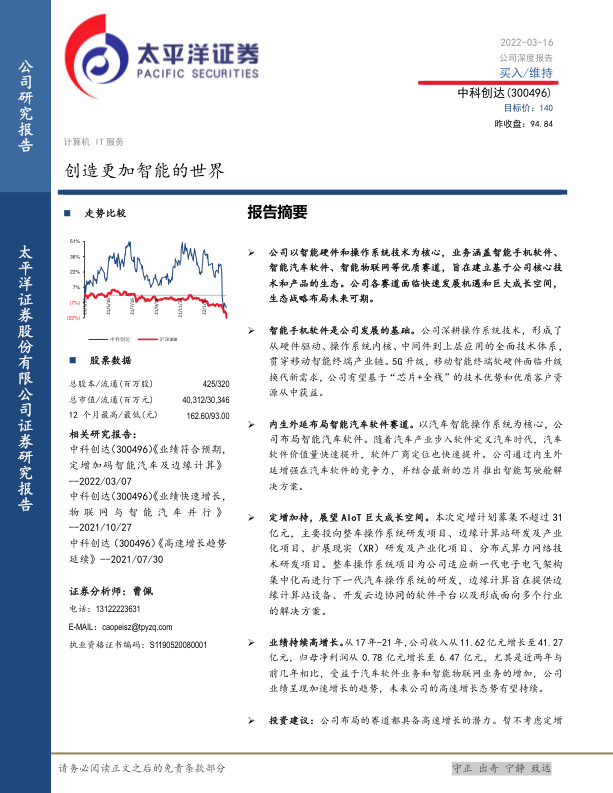 公司研究报告
太平洋证券股份有限公司证券研究报告
太平洋证券
PACIFIC SECURITIES
2022-03-16
公司深度报告
买入/维持
中科创达(300496)
目标价: 140
昨收盘: 94.84
计算机 IT服务
创造更加智能的世界
■ 走势比较
51%
36%
22%
7%
(7%)
(22%)
中科创达 沪深300
■ 股票数据
总股本/流通(百万股) 425/320
总市值/流通(百万元) 40,312/30,346
12 个月最高/最低(元) 162.60/93.00
相关研究报告:
中科创达(300496)《业绩符合预期,
定增加码智能汽车及边缘计算》
--2022/03/07
中科创达(300496)《业绩快速增长,
物联网与智能汽车并行》
--2021/10/27
中科创达(300496)《高速增长趋势
延续》--2021/07/30
证券分析师: 曹佩
电话: 13122223631
E-MAIL: caopeisz@tpyzq.com
执业资格证书编码: S1190520080001
报告摘要
➢ 公司以智能硬件和操作系统技术为核心，业务涵盖智能手机软件、
智能汽车软件、智能物联网等优质赛道，旨在建立基于公司核心技
术和产品的生态。公司各赛道面临快速发展机遇和巨大成长空间，
生态战略布局未来可期。
➢ 智能手机软件是公司发展的基础。公司深耕操作系统技术，形成了
从硬件驱动、操作系统内核、中间件到上层应用的全面技术体系，
贯穿移动智能终端产业链。5G 升级，移动智能终端软硬件面临升级
换代新需求，公司有望基于“芯片+全栈”的技术优势和优质客户资
源从中获益。
➢ 内生外延布局智能汽车软件赛道。以汽车智能操作系统为核心，公
司布局智能汽车软件。随着汽车产业步入软件定义汽车时代，汽车
软件价值量快速提升，软件厂商定位也快速提升。公司通过内生外
延增强在汽车软件的竞争力，并结合最新的芯片推出智能驾驶舱解
决方案。
➢ 定增加持，展望 AIoT 巨大成长空间。本次定增计划募集不超过 31
亿元，主要投向整车操作系统研发项目、边缘计算站研发及产业
化项目、扩展现实（XR）研发及产业化项目、分布式算力网络技
术研发项目。整车操作系统项目为公司适应新一代电子电气架构
集中化而进行下一代汽车操作系统的研发，边缘计算旨在提供边
缘计算站设备、开发云边协同的软件平台以及形成面向多个行业
的解决方案。
➢ 业绩持续高增长。从 17 年-21 年，公司收入从 11.62 亿元增长至 41.27
亿元，归母净利润从 0.78 亿元增长至 6.47 亿元，尤其是近两年与
前几年相比，受益于汽车软件业务和智能物联网业务的增加，公司
业绩呈现加速增长的趋势，未来公司的高速增长态势有望持续。
➢ 投资建议：公司布局的赛道都具备高速增长的潜力。暂不考虑定增
请务必阅读正文之后的免责条款部分
守正 出奇 宁静 致远